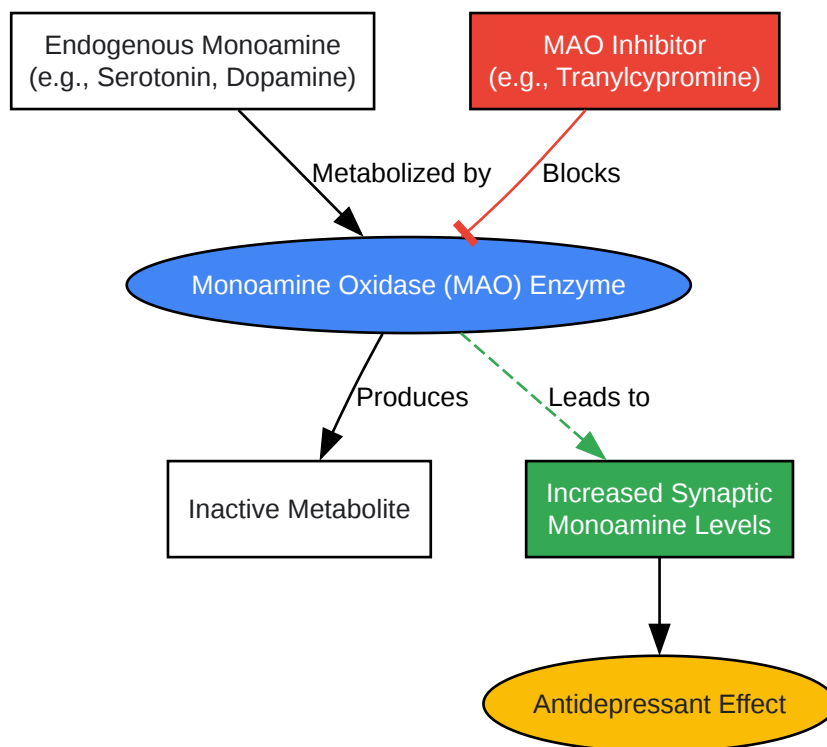 Endogenous Monoamine
(e.g., Serotonin, Dopamine)
MAO Inhibitor
(e.g., Tranylcypromine)
Metabolized by
Blocks
Monoamine Oxidase (MAO) Enzyme
Produces
Leads to
Inactive Metabolite
Increased Synaptic
Monoamine Levels
Antidepressant Effect